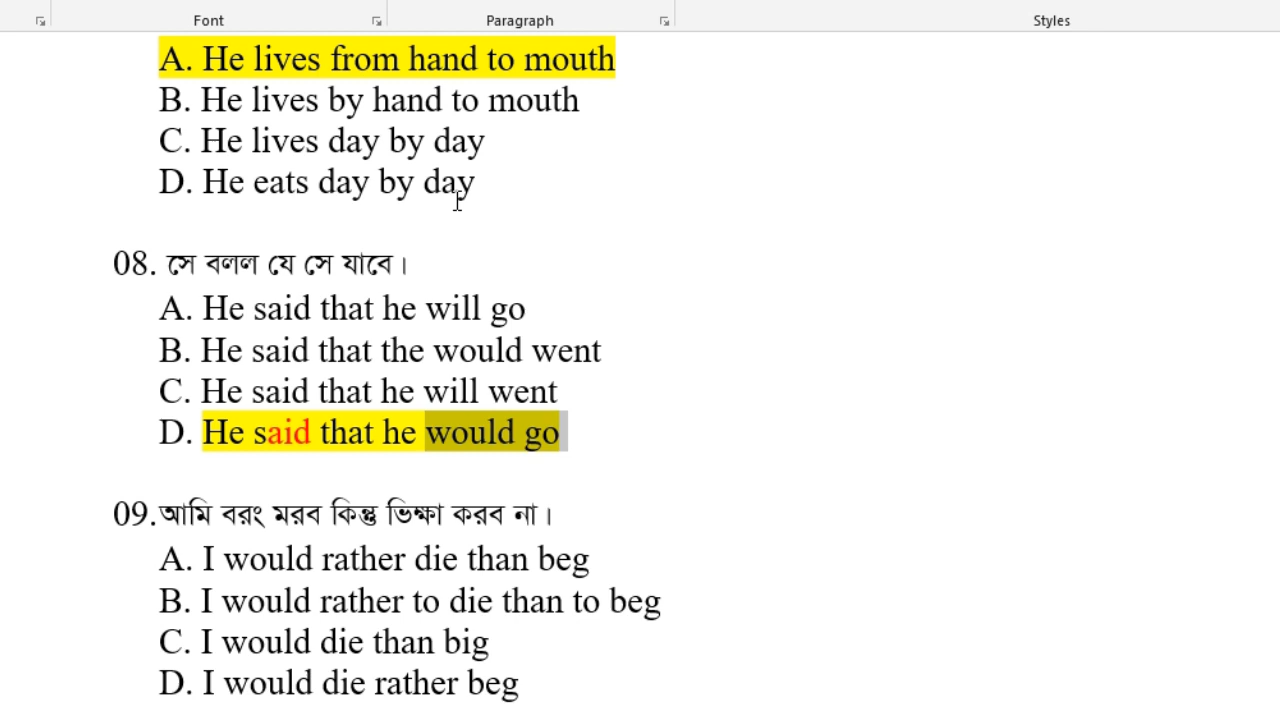 Font Paragraph Styles
A. He lives from hand to mouth
B. He lives by hand to mouth
C. He lives day by day
D. He eats day by day
08. সে বলল যে সে যাবে।
A. He said that he will go
B. He said that the would went
C. He said that he will went
D. He said that he would go
09.আমি বরং মরব কিন্তু ভিক্ষা করব না।
A. I would rather die than beg
B. I would rather to die than to beg
C. I would die than big
D. I would die rather beg